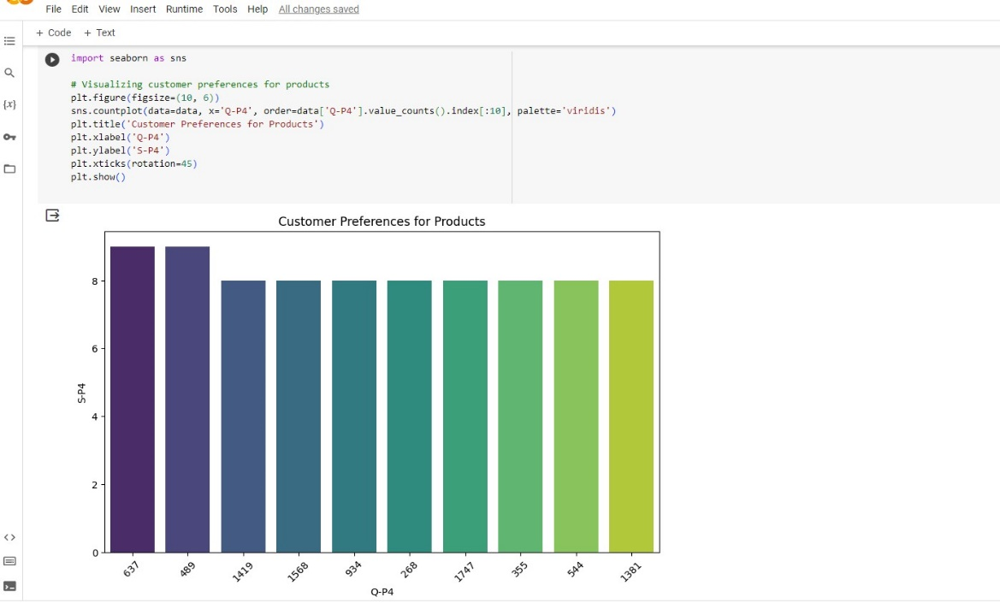 File Edit View Insert Runtime Tools Help All changes saved
+ Code + Text
import seaborn as sns
# Visualizing customer preferences for products
plt.figure(figsize=(10, 6))
sns.countplot(data=data, x='Q-P4', order=data['Q-P4'].value_counts().index[:10], palette='viridis')
plt.title('Customer Preferences for Products')
plt.xlabel('Q-P4')
plt.ylabel('S-P4')
plt.xticks(rotation=45)
plt.show()
{x}
Customer Preferences for Products
8
6
S-P4
4
2
0
637 489 1419 1568 934 268 1747 355 544 1381
Q-P4